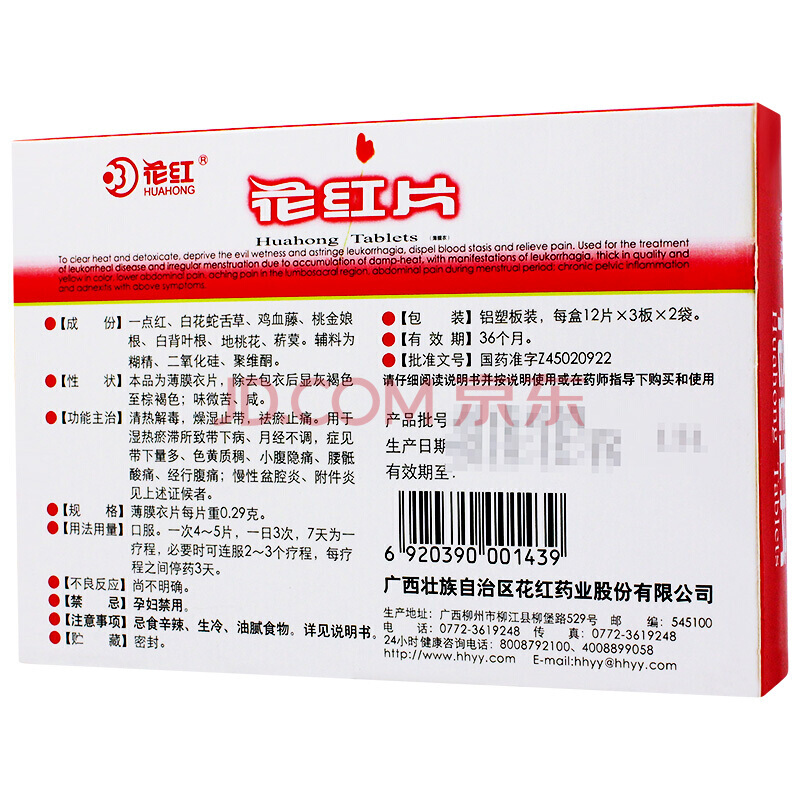 花红®
HUAHONG
花红片
Huahong Tablets（薄膜衣）
To clear heat and detoxicate, deprive the evil wetness and astringe leukorrhagia, dispel blood stasis and relieve pain. Used for the treatment
of leukorrheal disease and irregular menstruation due to accumulation of damp-heat, with manifestations of leukorrhagia, thick in quality and
yellow in color, lower abdominal pain, aching pain in the lumbosacral region, abdominal pain during menstrual period; chronic pelvic inflammation
and adnexitis with above symptoms.
【成 份】一点红、白花蛇舌草、鸡血藤、桃金娘
根、白背叶根、地桃花、菥蓂。辅料为
糊精、二氧化硅、聚维酮。
【性 状】本品为薄膜衣片，除去包衣后显灰褐色
至棕褐色；味微苦、咸。
【功能主治】清热解毒，燥湿止带，祛瘀止痛。用于
湿热瘀滞所致带下病、月经不调，症见
带下量多、色黄质稠、小腹隐痛、腰骶
酸痛、经行腹痛；慢性盆腔炎、附件炎
见上述证候者。
【规 格】薄膜衣片每片重0.29克。
【用法用量】口服。一次4～5片，一日3次，7天为一
疗程，必要时可连服2～3个疗程，每疗
程之间停药3天。
【不良反应】尚不明确。
【禁 忌】孕妇禁用。
【注意事项】忌食辛辣、生冷、油腻食物。详见说明书。
【贮 藏】密封。
【包 装】铝塑板装，每盒12片×3板×2袋。
【有 效 期】36个月。
【批准文号】国药准字Z45020922
请仔细阅读说明书并按说明使用或在药师指导下购买和使用
JD.COM 京东
产品批号
生产日期
有效期至:
6 920390 001439
广西壮族自治区花红药业股份有限公司
生产地址：广西柳州市柳江县柳堡路529号 邮 编：545100
电 话：0772-3619248 传 真：0772-3619248
24小时健康咨询电话：8008792100、4008899058
http://www.hhyy.com E-mail:hhyy@hhyy.com
Huahong Tablets